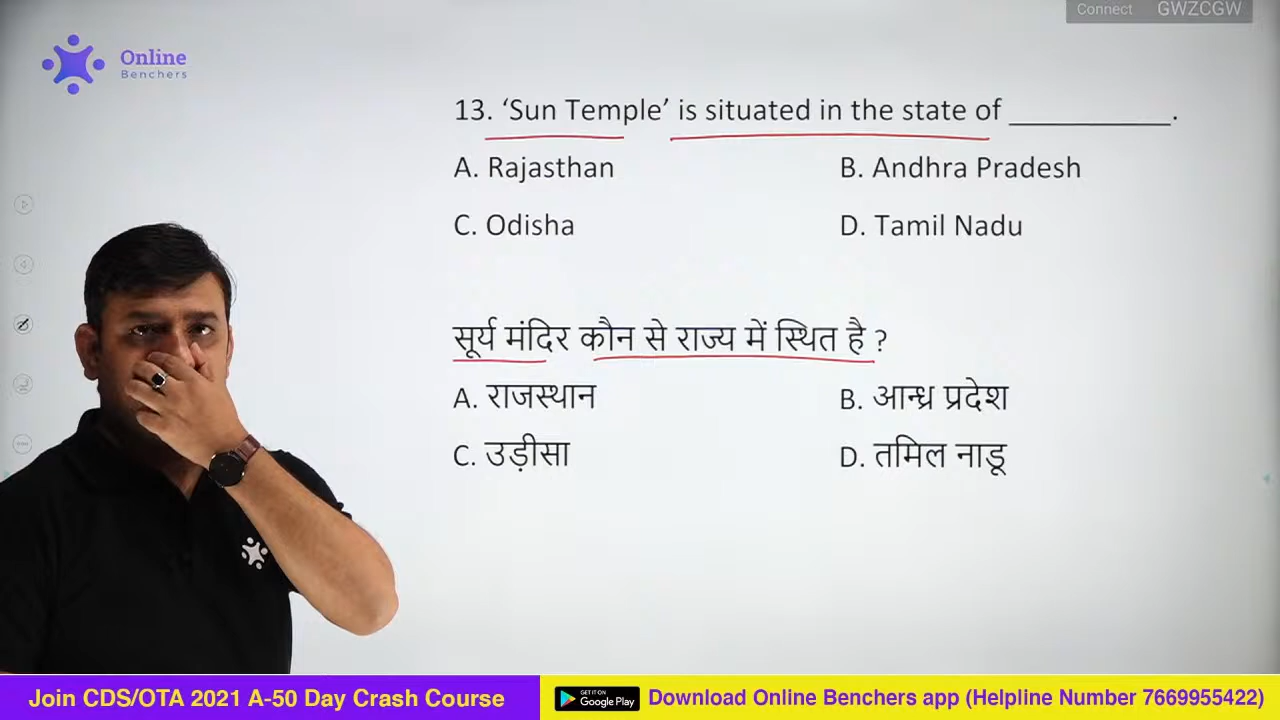 Connect GWZCGW
Online
Benchers
13. ‘Sun Temple’ is situated in the state of ___________.
A. Rajasthan B. Andhra Pradesh
C. Odisha D. Tamil Nadu
सूर्य मंदिर कौन से राज्य में स्थित है ?
A. राजस्थान B. आन्ध्र प्रदेश
C. उड़ीसा D. तमिल नाडू
Join CDS/OTA 2021 A-50 Day Crash Course
GET IT ON
Google Play
Download Online Benchers app (Helpline Number 7669955422)